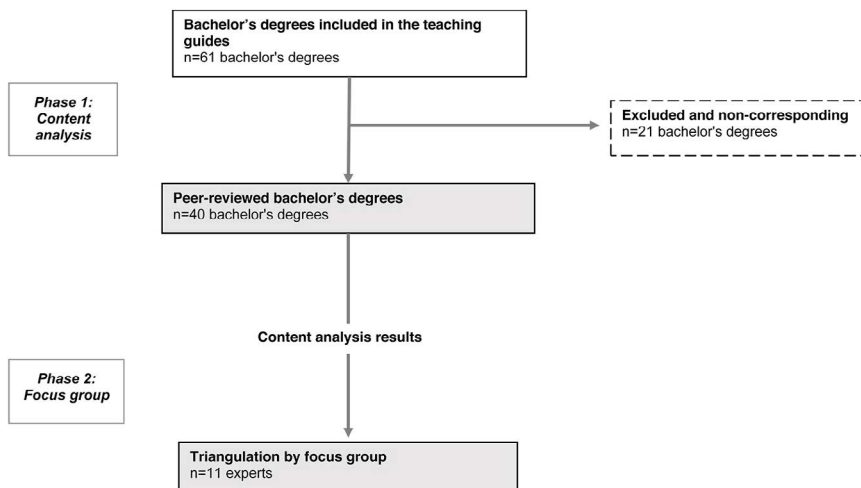 Bachelor's degrees included in the teaching
guides
n=61 bachelor's degrees
Phase 1:
Content
analysis
Excluded and non-corresponding
n=21 bachelor's degrees
Peer-reviewed bachelor's degrees
n=40 bachelor's degrees
Content analysis results
Phase 2:
Focus group
Triangulation by focus group
n=11 experts